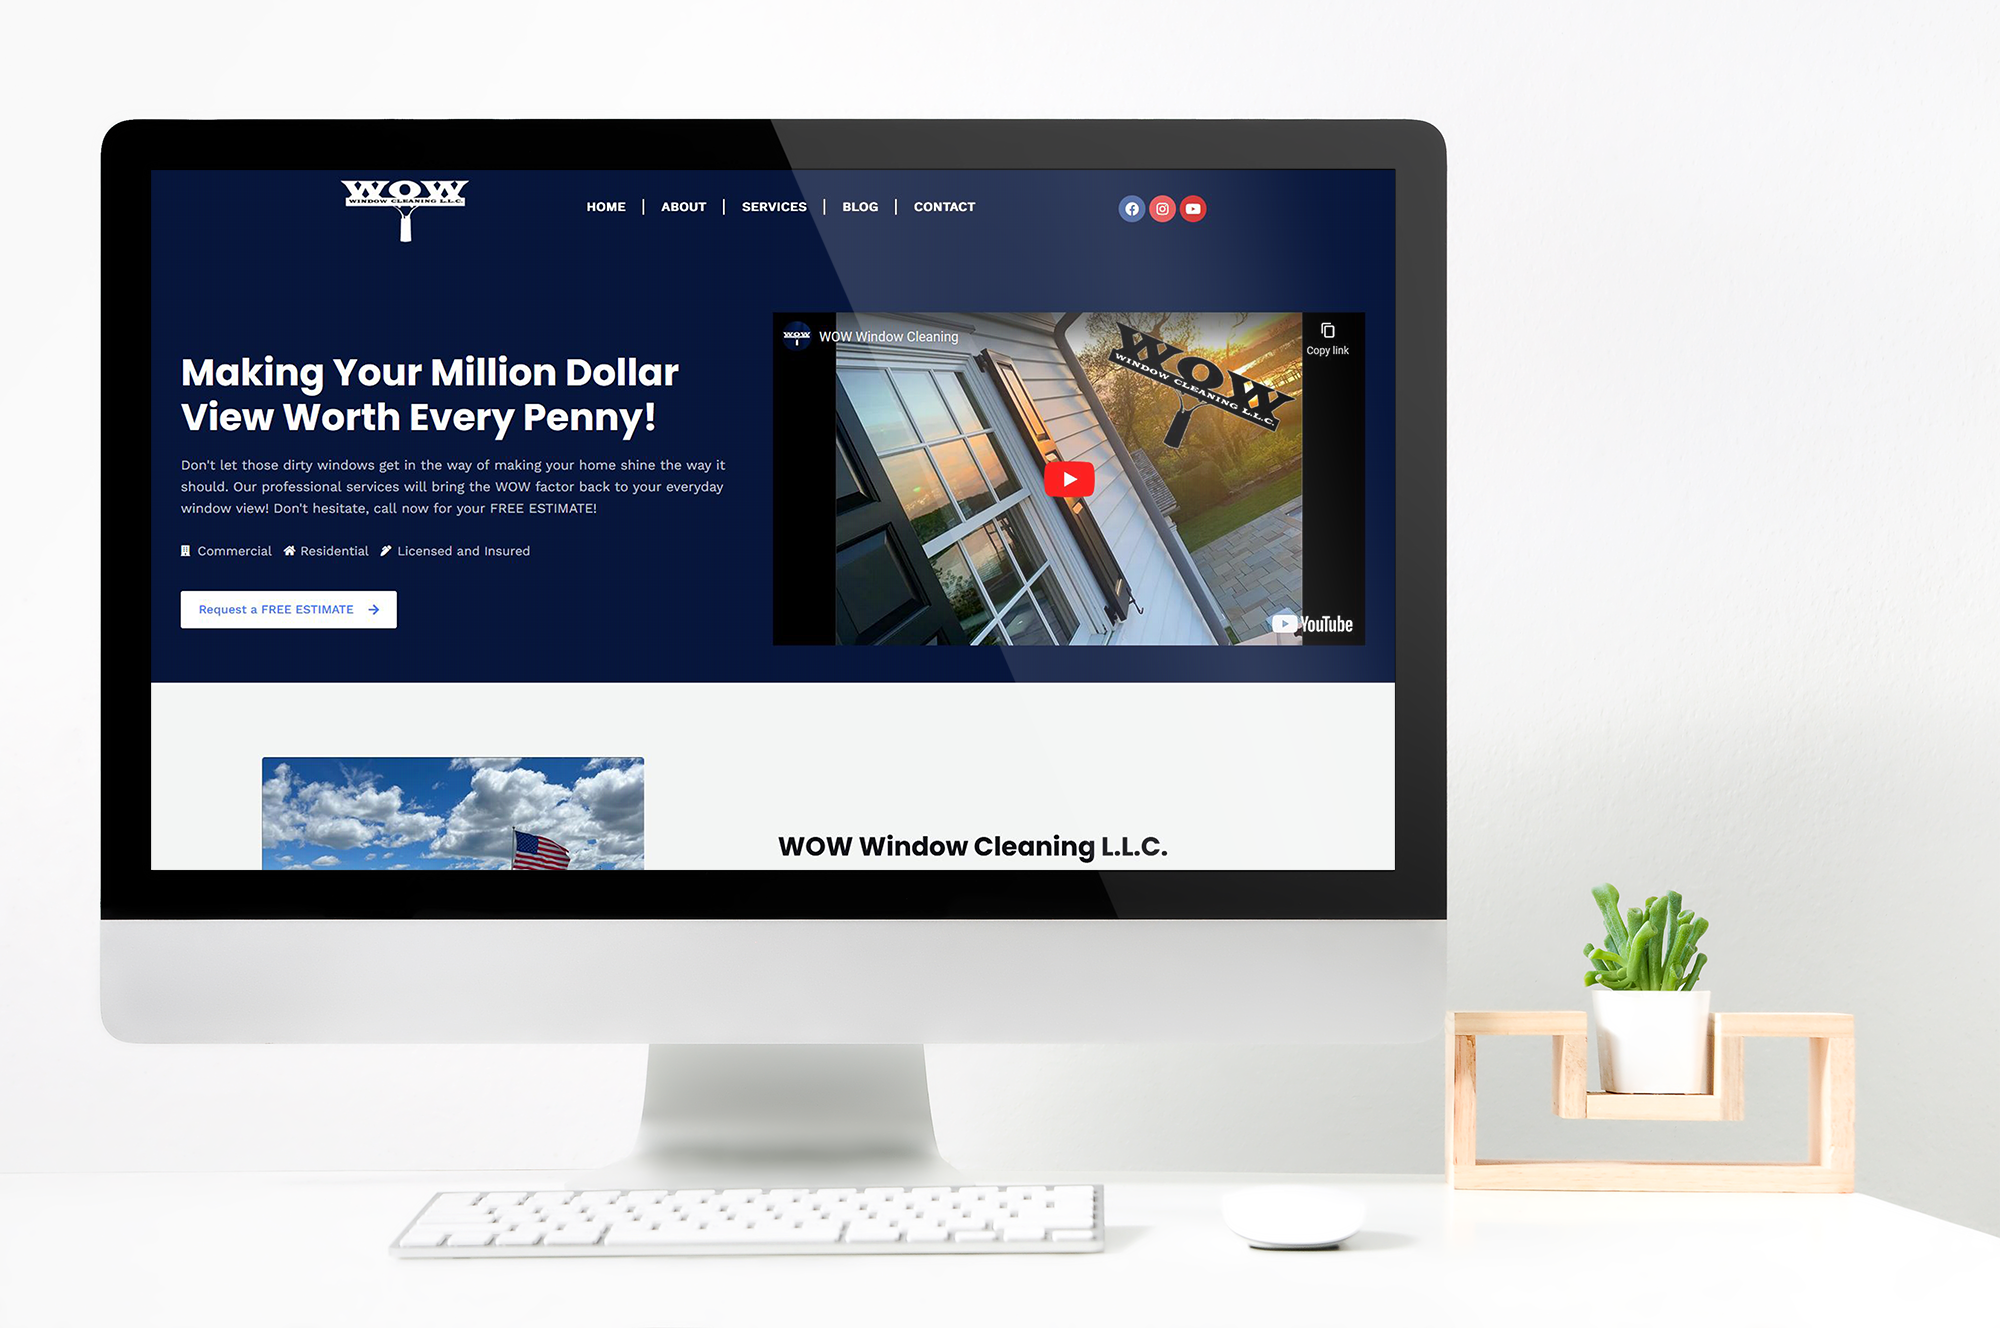 WOW
WINDOW CLEANING L.L.C.
HOME | ABOUT | SERVICES | BLOG | CONTACT
Making Your Million Dollar
View Worth Every Penny!
Don't let those dirty windows get in the way of making your home shine the way it
should. Our professional services will bring the WOW factor back to your everyday
window view! Don't hesitate, call now for your FREE ESTIMATE!
Commercial Residential Licensed and Insured
Request a FREE ESTIMATE
WOW
WOW Window Cleaning
Copy link
WOW
WINDOW CLEANING L.L.C.
YouTube
WOW Window Cleaning L.L.C.